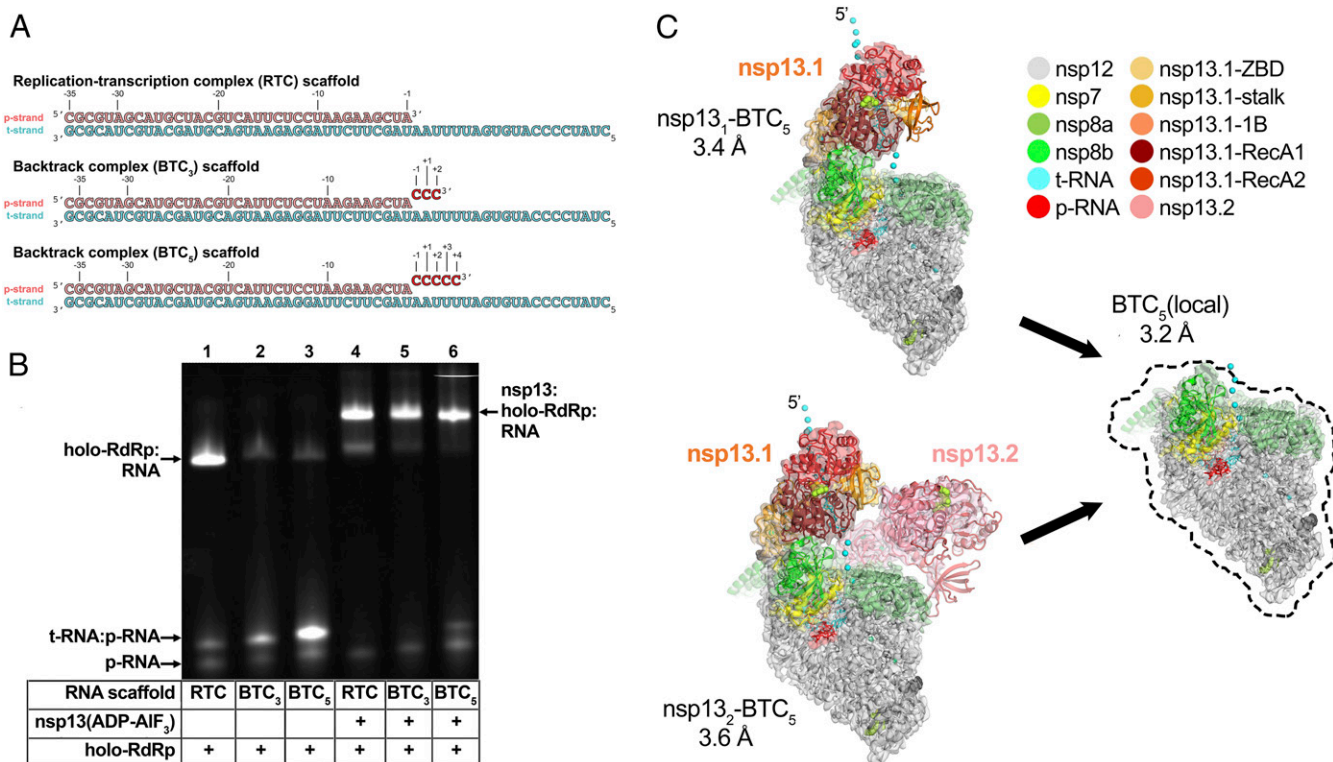 A
Replication-transcription complex (RTC) scaffold
-35 -30 -20 -10 -1
p-strand 5' CGCGUAGCAUGCUACGUCAUUCUCCUAAGAAGCUA 3'
t-strand 3' GCGCAUCGUACGAUGCAGUAAGAGGAUUCUUCGAUAAUUUUAGUGUACCCCUAUC 5'
Backtrack complex (BTC3) scaffold
-35 -30 -20 -10 -1 +1 +2
CCC 3'
p-strand 5' CGCGUAGCAUGCUACGUCAUUCUCCUAAGAAGCUA
t-strand 3' GCGCAUCGUACGAUGCAGUAAGAGGAUUCUUCGAUAAUUUUAGUGUACCCCUAUC 5
Backtrack complex (BTC5) scaffold
-35 -30 -20 -10 -1 +1 +2 +3 +4
CCCCC 3'
p-strand 5' CGCGUAGCAUGCUACGUCAUUCUCCUAAGAAGCUA
t-strand 3' GCGCAUCGUACGAUGCAGUAAGAGGAUUCUUCGAUAAUUUUAGUGUACCCCUAUC 5
B
1 2 3 4 5 6
holo-RdRp:
RNA
nsp13:
holo-RdRp:
RNA
t-RNA:p-RNA
p-RNA
RNA scaffold RTC BTC3 BTC5 RTC BTC3 BTC5
nsp13(ADP-AlF3) + + +
holo-RdRp + + + + + +
C
5'
nsp13.1
nsp131-BTC5
3.4 Å
nsp12
nsp7
nsp8a
nsp8b
t-RNA
p-RNA
nsp13.1-ZBD
nsp13.1-stalk
nsp13.1-1B
nsp13.1-RecA1
nsp13.1-RecA2
nsp13.2
BTC5(local)
3.2 Å
5'
nsp13.1
nsp13.2
nsp132-BTC5
3.6 Å